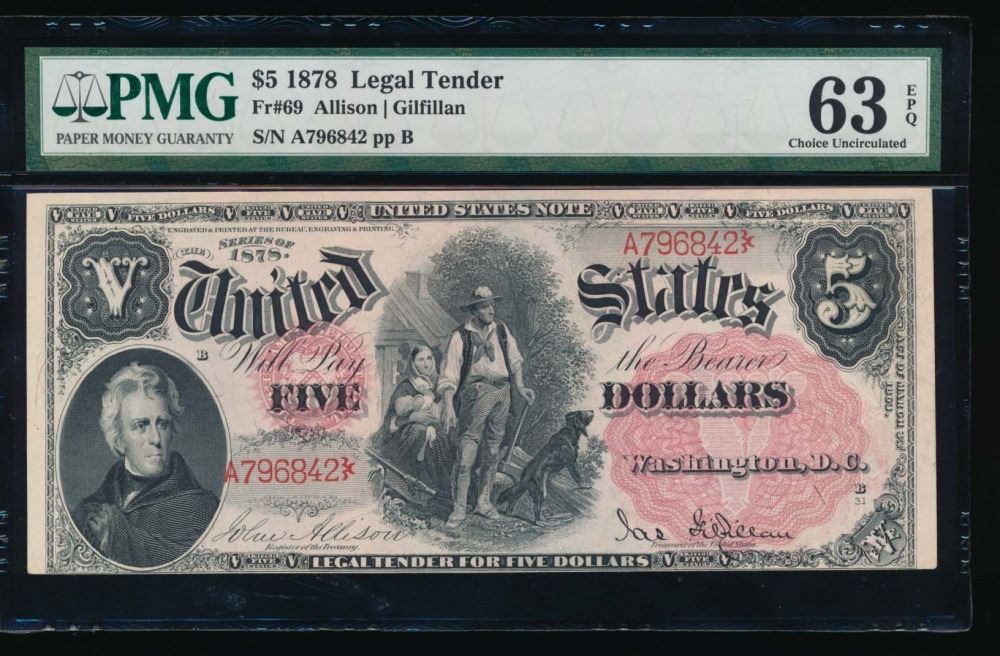 PMG
PAPER MONEY GUARANTY
$5 1878 Legal Tender
Fr#69 Allison | Gilfillan
S/N A796842 pp B
63
EPQ
Choice Uncirculated
V FIVE DOLLARS V V V UNITED STATES NOTE V V FIVE DOLLARS V
ENGRAVED & PRINTED AT THE BUREAU, ENGRAVING & PRINTING.
(THE) SERIES OF 1878.
A796842
V
United States
5
B
Will Pay the Bearer
FIVE DOLLARS
Washington, D.C.
A796842
B
31
John Allison
Register of the Treasury.
Jas Gilfillan
Treasurer of the United States.
FIVE
LEGAL TENDER FOR FIVE DOLLARS